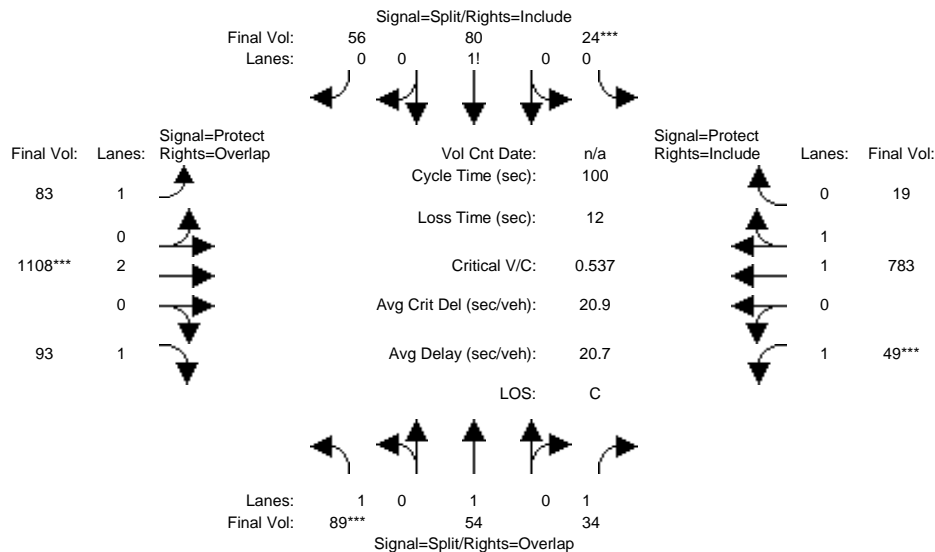 Signal=Split/Rights=Include
Final Vol: 56 80 24***
Lanes: 0 0 1! 0 0
Signal=Protect Signal=Protect
Final Vol: Lanes: Rights=Overlap Vol Cnt Date: n/a Rights=Include Lanes: Final Vol:
Cycle Time (sec): 100
83 1 0 19
Loss Time (sec): 12
0 1
1108*** 2 Critical V/C: 0.537 1 783
0 Avg Crit Del (sec/veh): 20.9 0
93 1 Avg Delay (sec/veh): 20.7 1 49***
LOS: C
Lanes: 1 0 1 0 1
Final Vol: 89*** 54 34
Signal=Split/Rights=Overlap